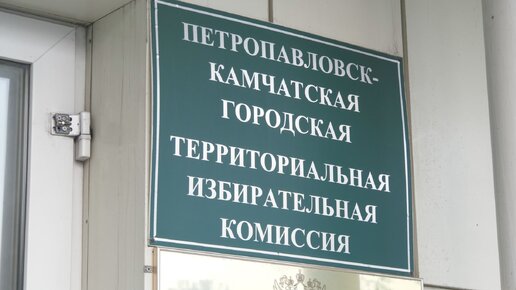 ПЕТРОПАВЛОВСК-
КАМЧАТСКАЯ
ГОРОДСКАЯ
ТЕРРИТОРИАЛЬНАЯ
ИЗБИРАТЕЛЬНАЯ
КОМИССИЯ